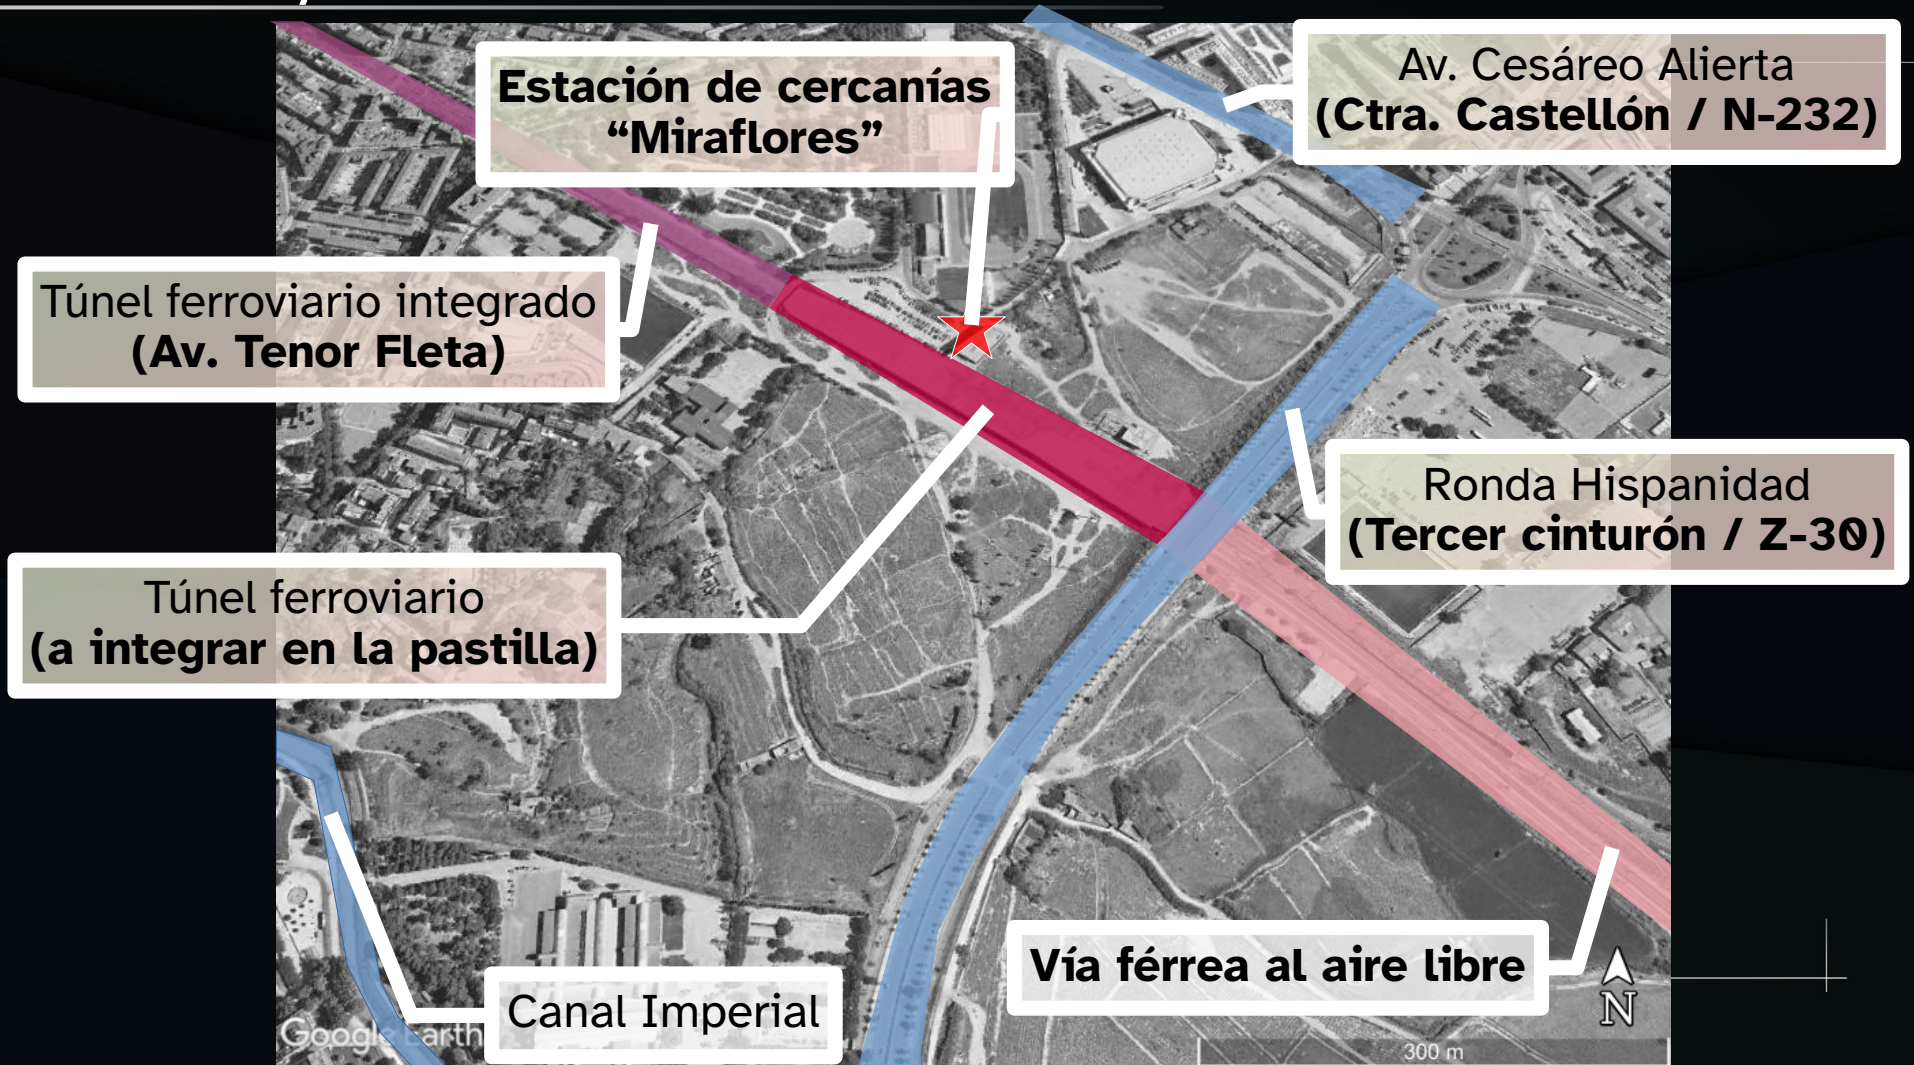 Estación de cercanías
“Miraflores”
Av. Cesáreo Alierta
(Ctra. Castellón / N-232)
Túnel ferroviario integrado
(Av. Tenor Fleta)
Ronda Hispanidad
(Tercer cinturón / Z-30)
Túnel ferroviario
(a integrar en la pastilla)
Vía férrea al aire libre
Canal Imperial
Google Earth
N
300 m